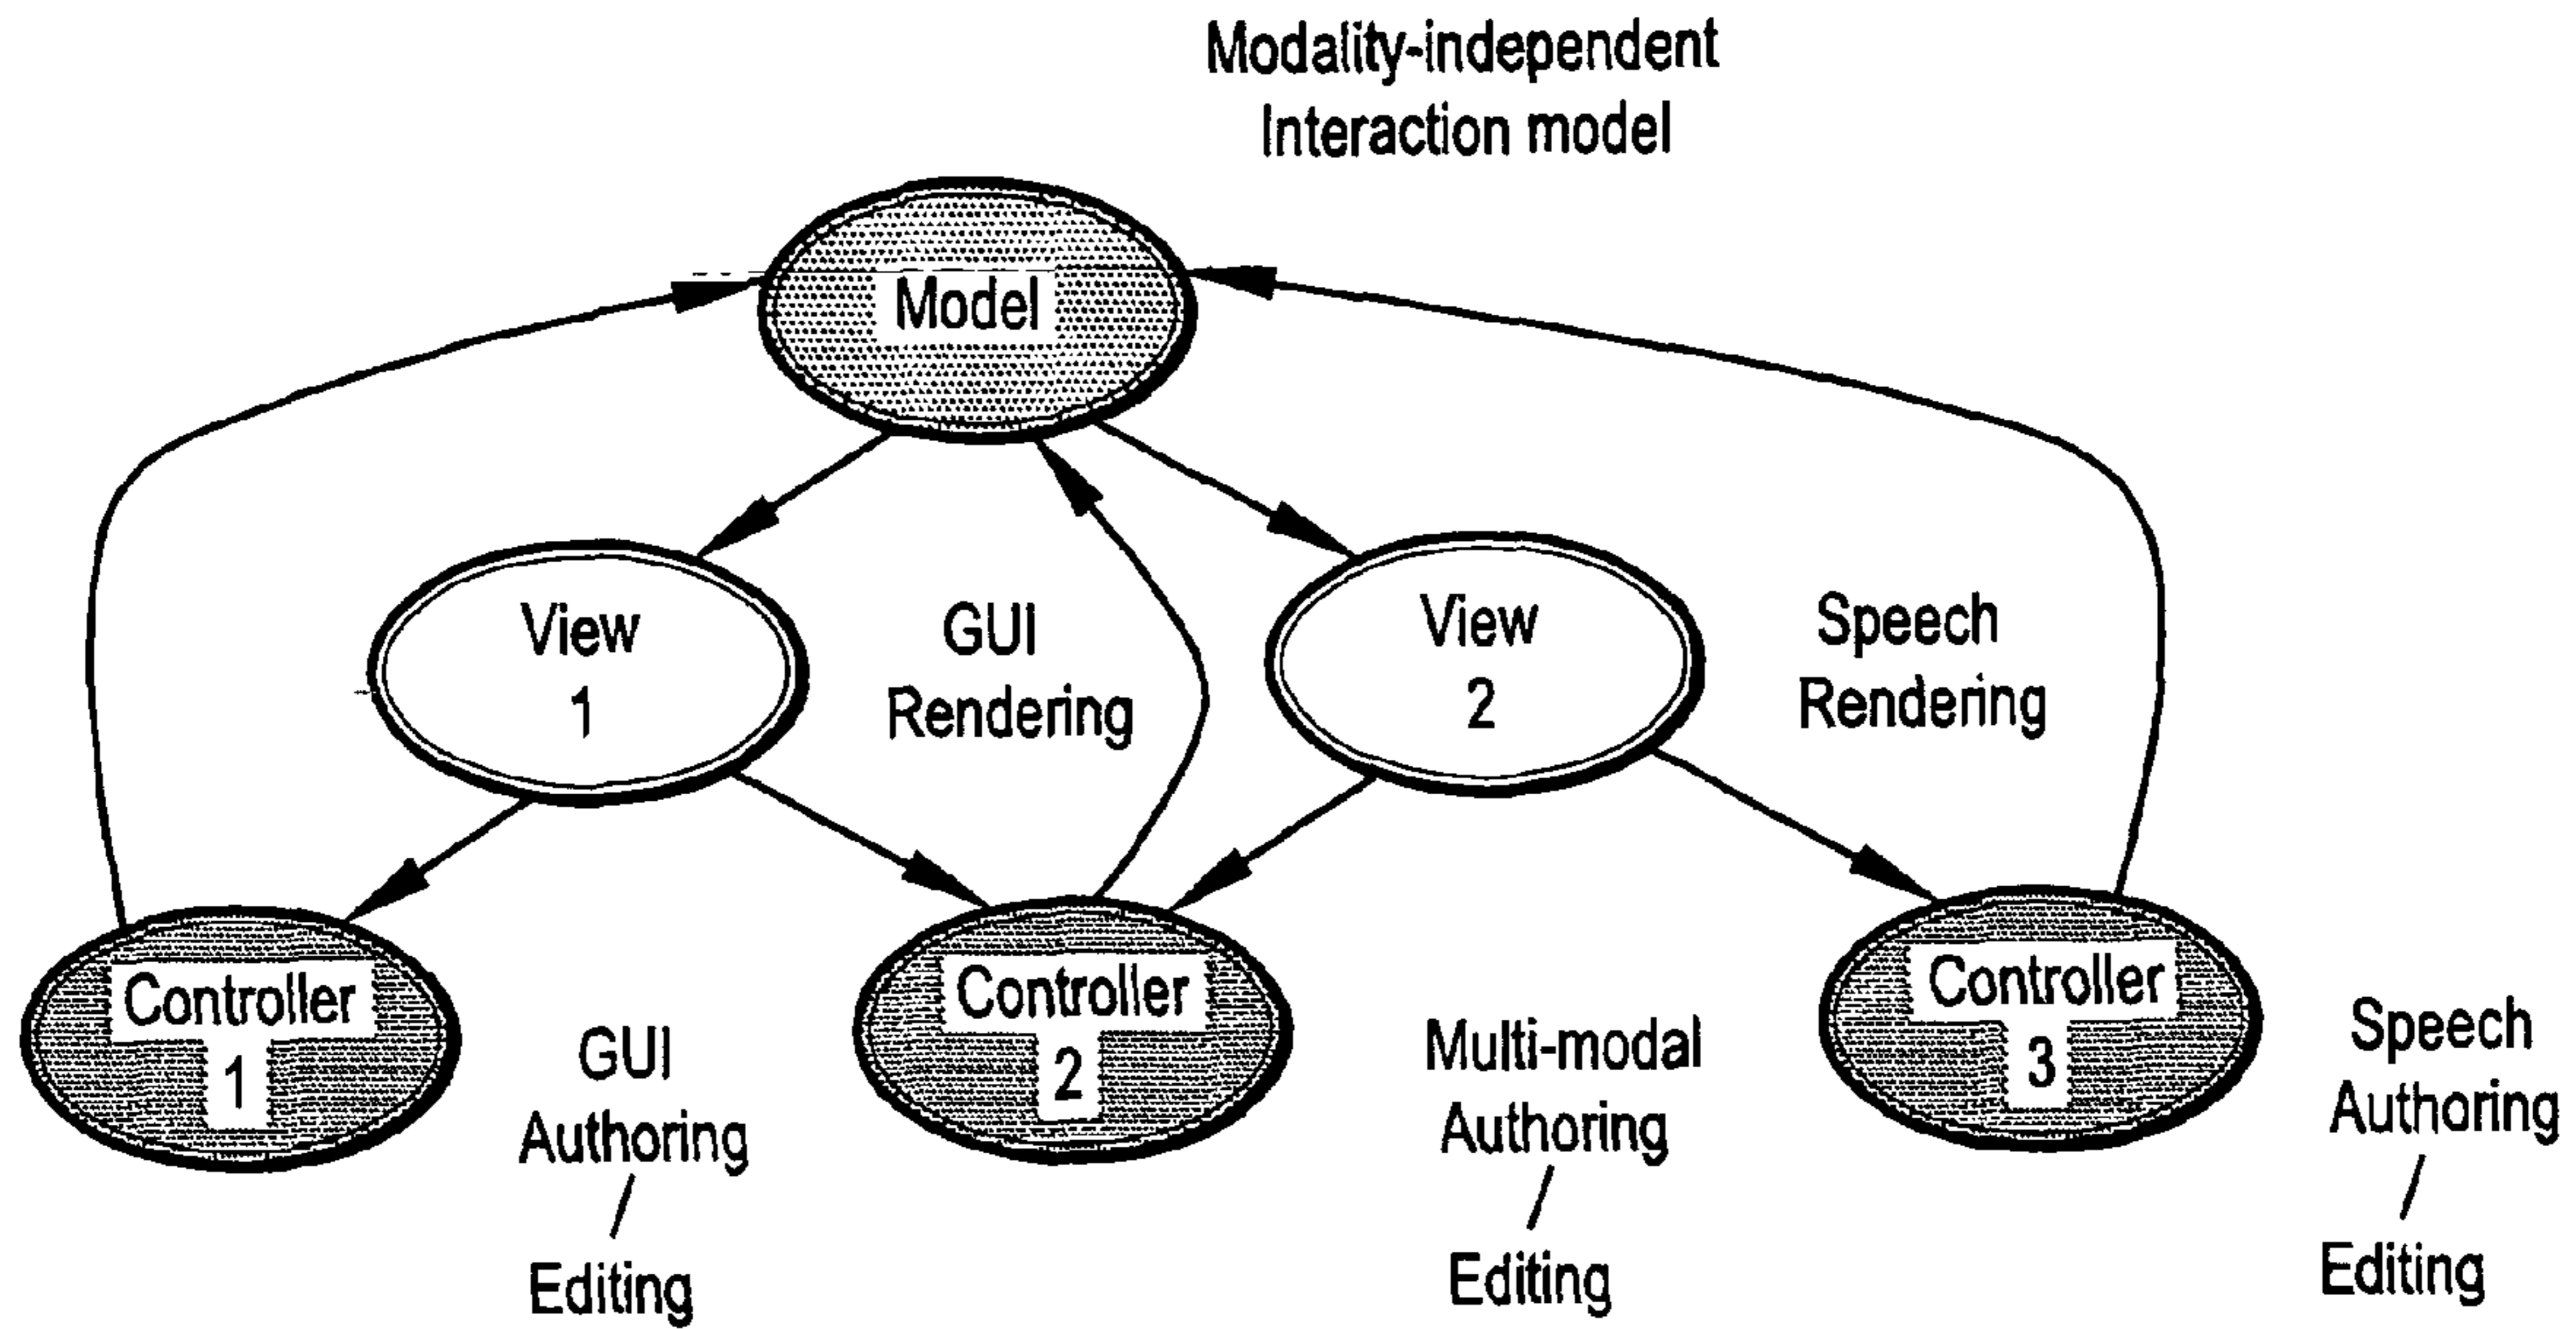 Modality-independent
Interaction model
Model
View
1
GUI
Rendering
View
2
Speech
Rendering
Controller
1
GUI
Authoring
/
Editing
Controller
2
Multi-modal
Authoring
/
Editing
Controller
3
Speech
Authoring
/
Editing